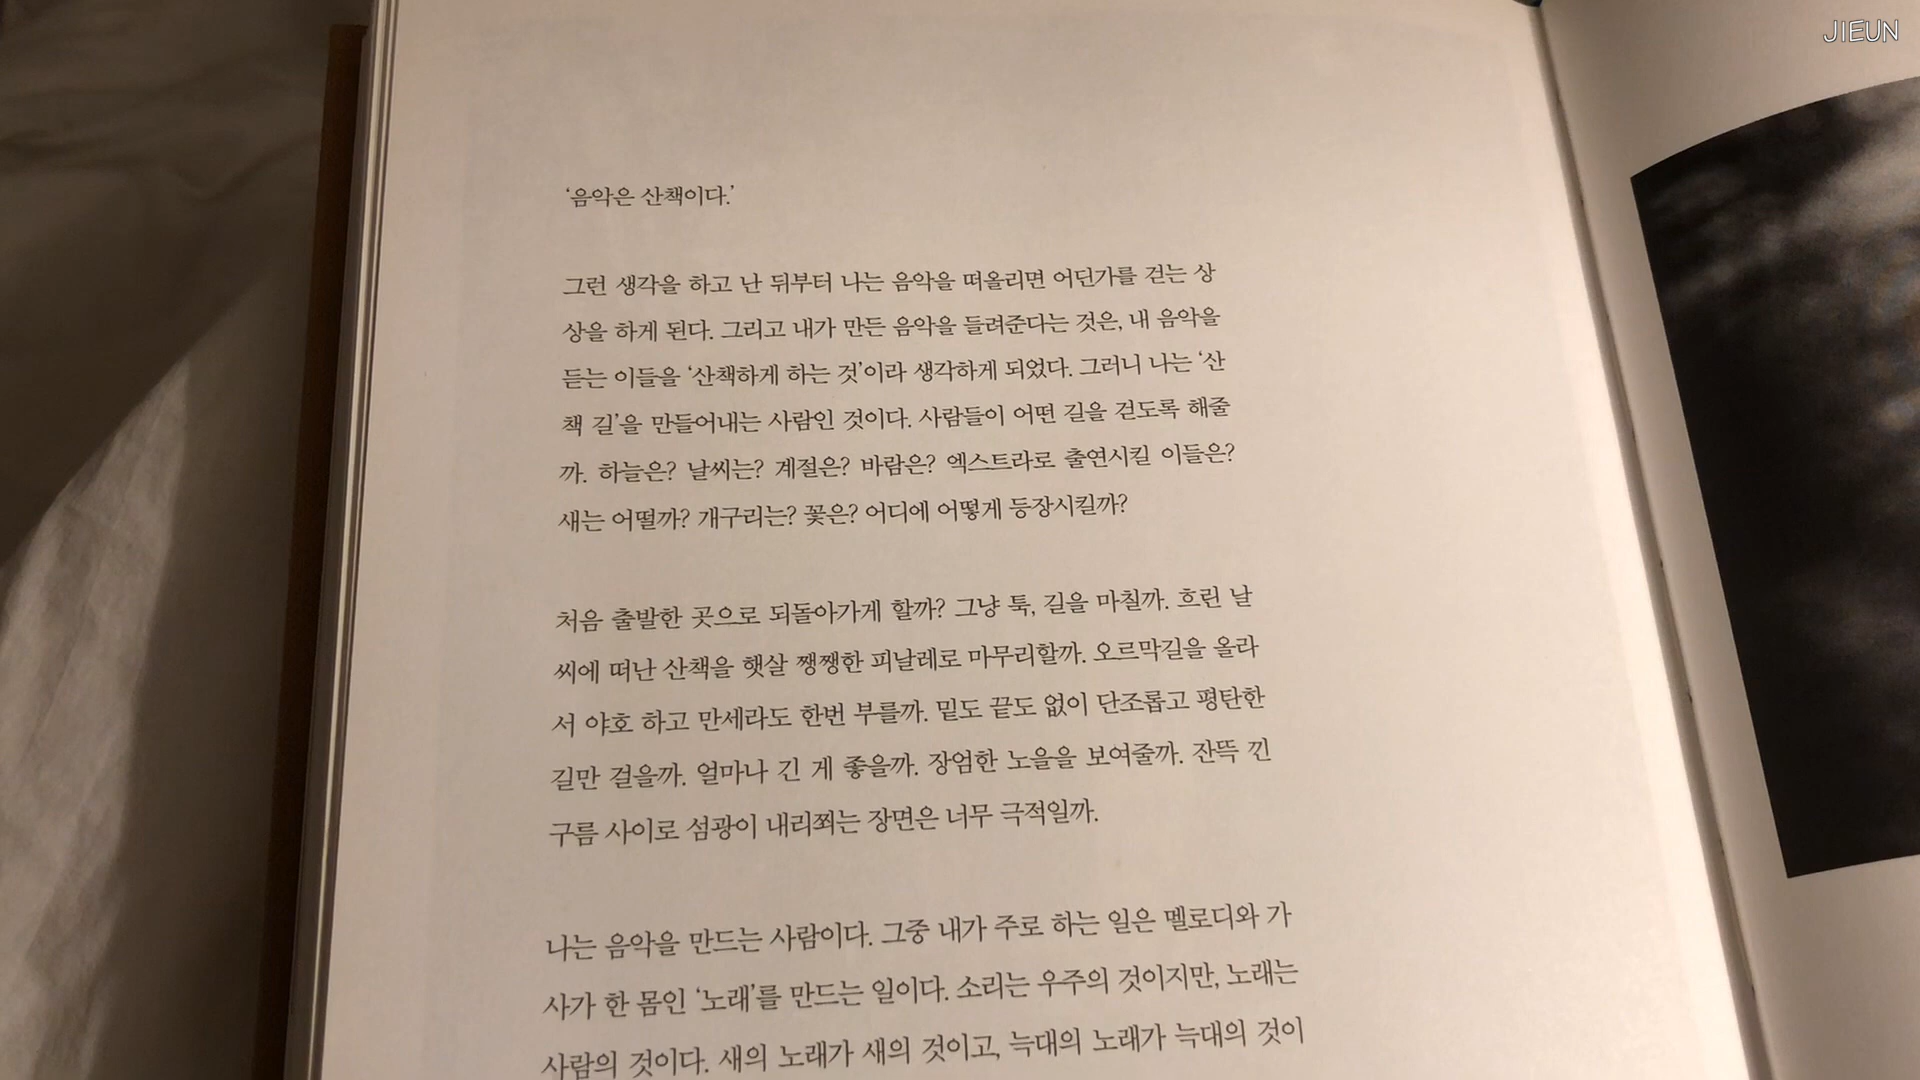 JIEUN
‘음악은 산책이다.’
그런 생각을 하고 난 뒤부터 나는 음악을 떠올리면 어딘가를 걷는 상
상을 하게 된다. 그리고 내가 만든 음악을 들려준다는 것은, 내 음악을
듣는 이들을 ‘산책하게 하는 것’이라 생각하게 되었다. 그러니 나는 ‘산
책 길’을 만들어내는 사람인 것이다. 사람들이 어떤 길을 걷도록 해줄
까. 하늘은? 날씨는? 계절은? 바람은? 엑스트라로 출연시킬 이들은?
새는 어떨까? 개구리는? 꽃은? 어디에 어떻게 등장시킬까?
처음 출발한 곳으로 되돌아가게 할까? 그냥 툭, 길을 마칠까. 흐린 날
씨에 떠난 산책을 햇살 쨍쨍한 피날레로 마무리할까. 오르막길을 올라
서 야호 하고 만세라도 한번 부를까. 밑도 끝도 없이 단조롭고 평탄한
길만 걸을까. 얼마나 긴 게 좋을까. 장엄한 노을을 보여줄까. 잔뜩 낀
구름 사이로 섬광이 내리쬐는 장면은 너무 극적일까.
나는 음악을 만드는 사람이다. 그중 내가 주로 하는 일은 멜로디와 가
사가 한 몸인 ‘노래’를 만드는 일이다. 소리는 우주의 것이지만, 노래는
사람의 것이다. 새의 노래가 새의 것이고, 늑대의 노래가 늑대의 것이